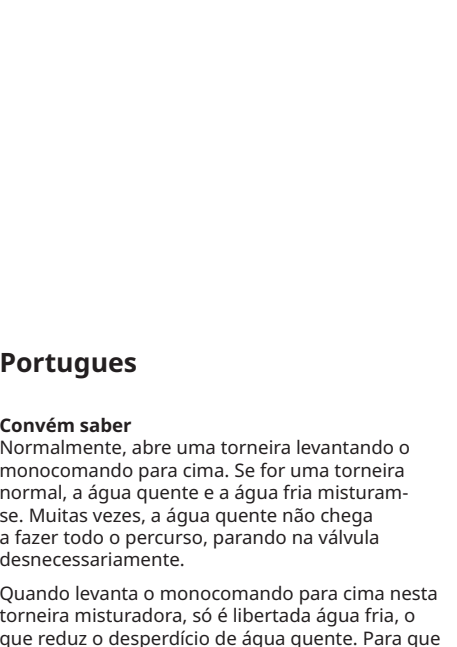 Portugues
Convém saber
Normalmente, abre uma torneira levantando o
monocomando para cima. Se for uma torneira
normal, a água quente e a água fria misturam-
se. Muitas vezes, a água quente não chega
a fazer todo o percurso, parando na válvula
desnecessariamente.
Quando levanta o monocomando para cima nesta
torneira misturadora, só é libertada água fria, o
que reduz o desperdício de água quente. Para que